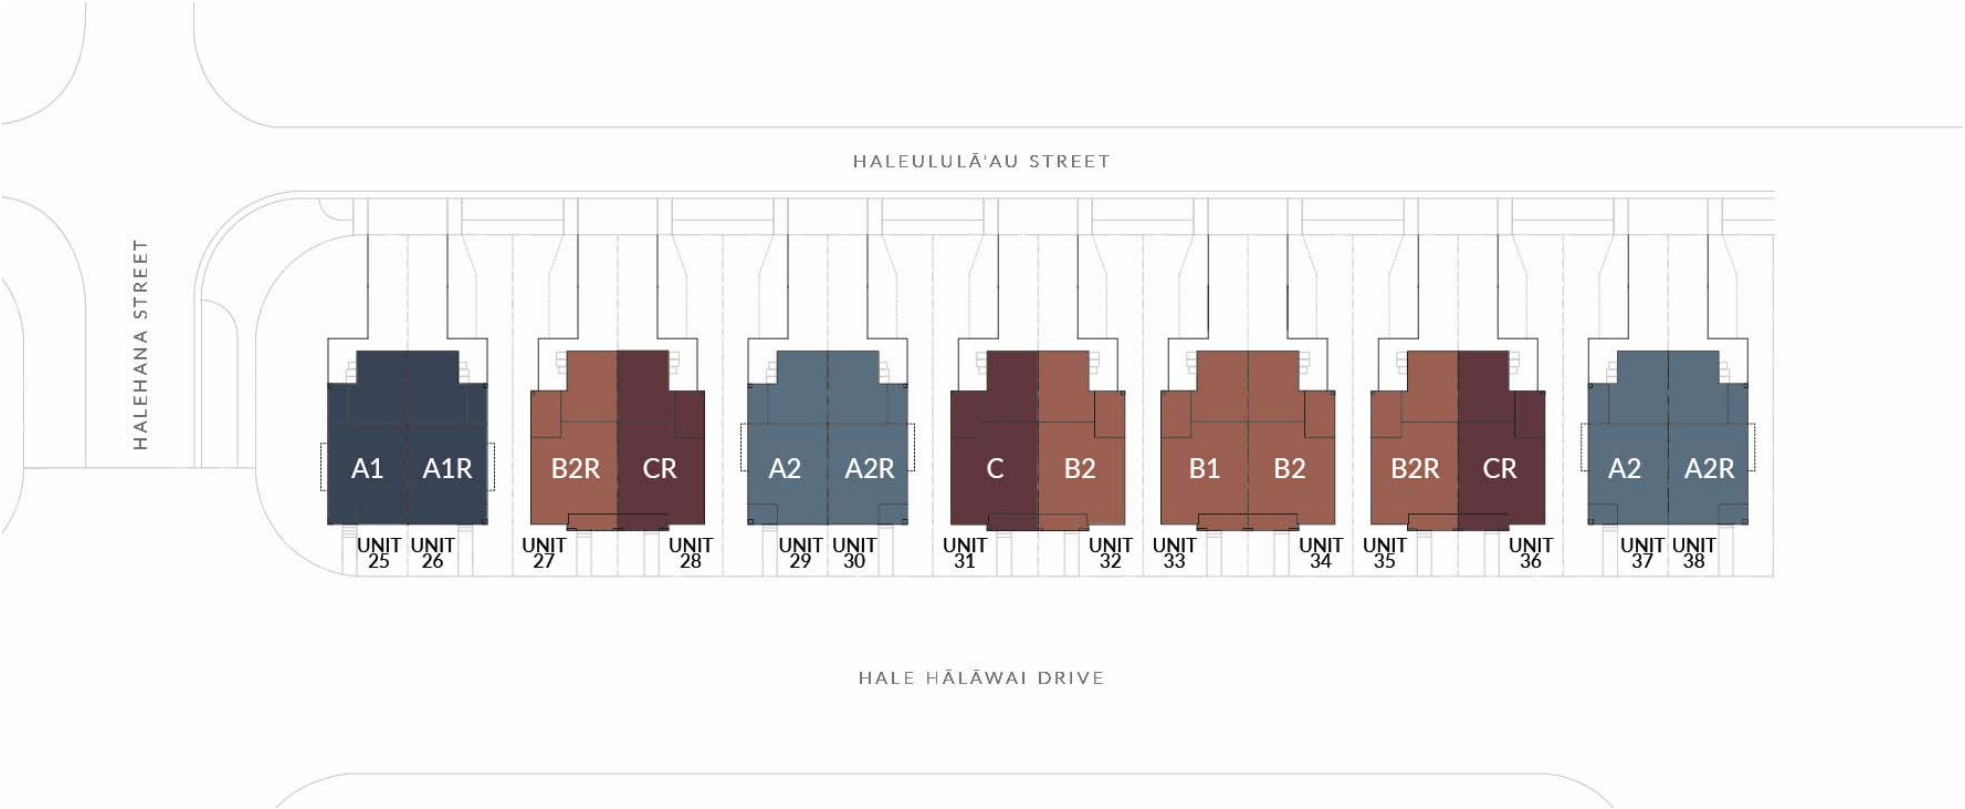 HALEULULĀ'AU STREET
HALEHANA STREET
A1 A1R B2R CR A2 A2R C B2 B1 B2 B2R CR A2 A2R
UNIT UNIT UNIT UNIT UNIT UNIT UNIT UNIT UNIT UNIT UNIT UNIT UNIT UNIT
25 26 27 28 29 30 31 32 33 34 35 36 37 38
HALE HĀLĀWAI DRIVE